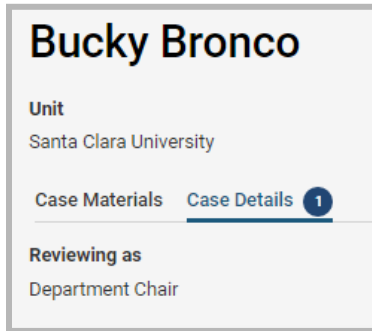 Bucky Bronco
Unit
Santa Clara University
Case Materials Case Details 1
Reviewing as
Department Chair